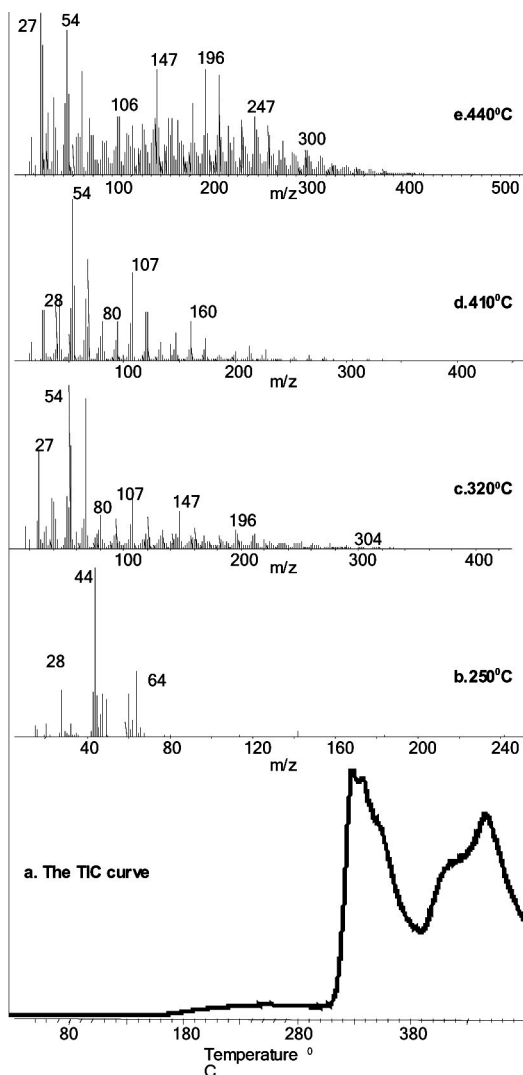 27 54 147 196 106 247 300 e.440⁰C
100 200 300 400 500
m/z
54
107 28 80 160 d.410⁰C
100 200 300 400
m/z
54
27 107 147 80 196 304 c.320⁰C
100 200 300 400
m/z
44
28 64 b.250⁰C
40 80 120 160 200 240
m/z
a. The TIC curve
80 180 280 380
Temperature ⁰
C